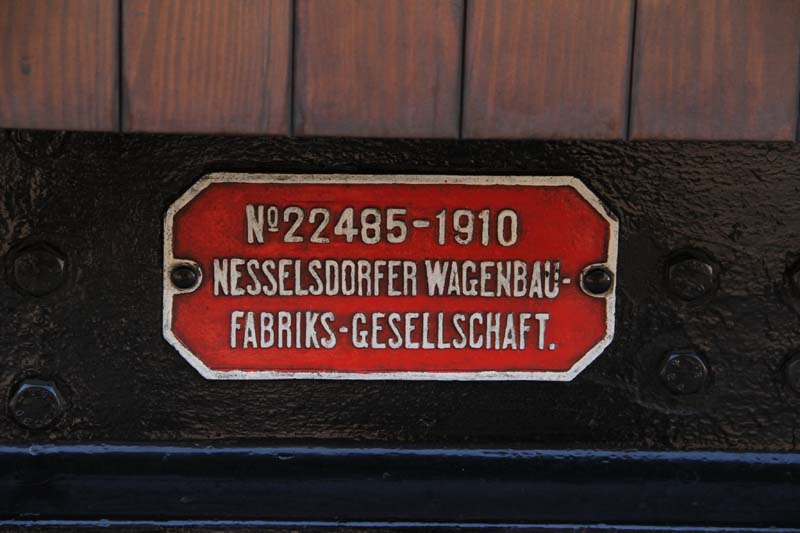 Nº22485-1910
NESSELSDORFER WAGENBAU-
FABRIKS-GESELLSCHAFT.